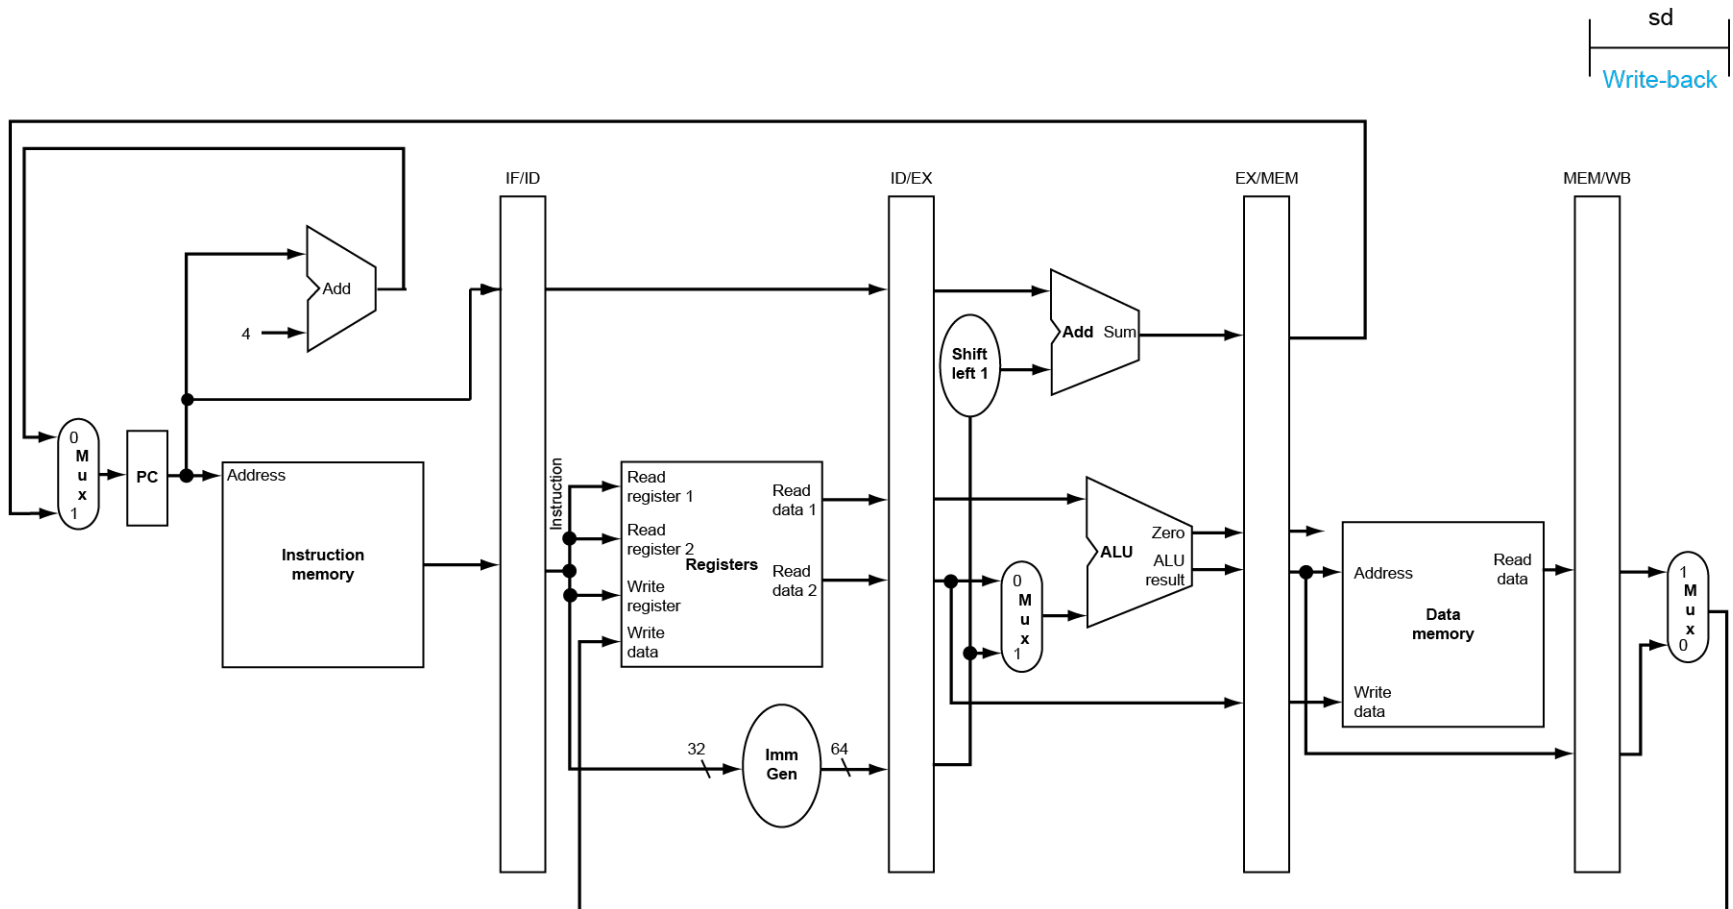 sd
Write-back
IF/ID
ID/EX
EX/MEM
MEM/WB
Add
4
Shift
left 1
Add Sum
0
M
u
x
1
PC
Address
Instruction
memory
Instruction
Read
register 1
Read
register 2
Write
register
Write
data
Registers
Read
data 1
Read
data 2
32
Imm
Gen
64
0
M
u
x
1
ALU
Zero
ALU
result
Address
Read
data
Data
memory
Write
data
1
M
u
x
0